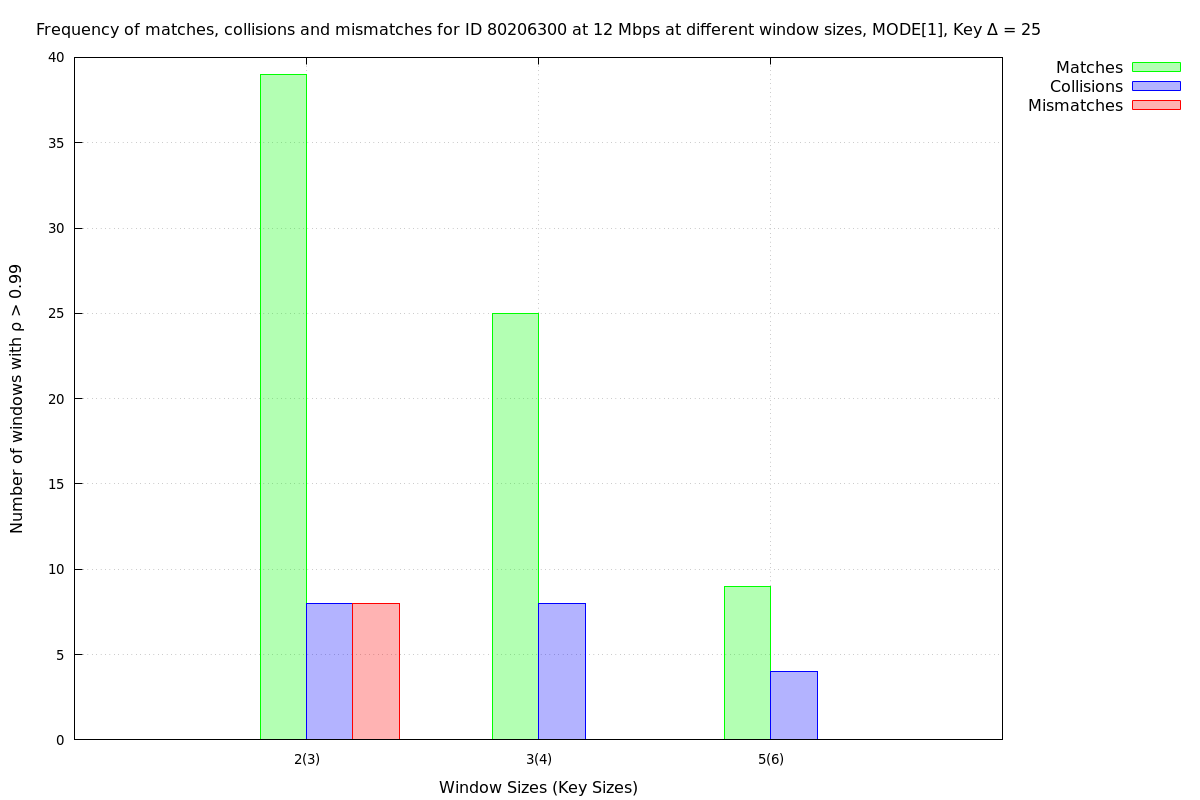 Frequency of matches, collisions and mismatches for ID 80206300 at 12 Mbps at different window sizes, MODE[1], Key Δ = 25
Matches
Collisions
Mismatches
Number of windows with ρ > 0.99
40
35
30
25
20
15
10
5
0
2(3) 3(4) 5(6)
Window Sizes (Key Sizes)